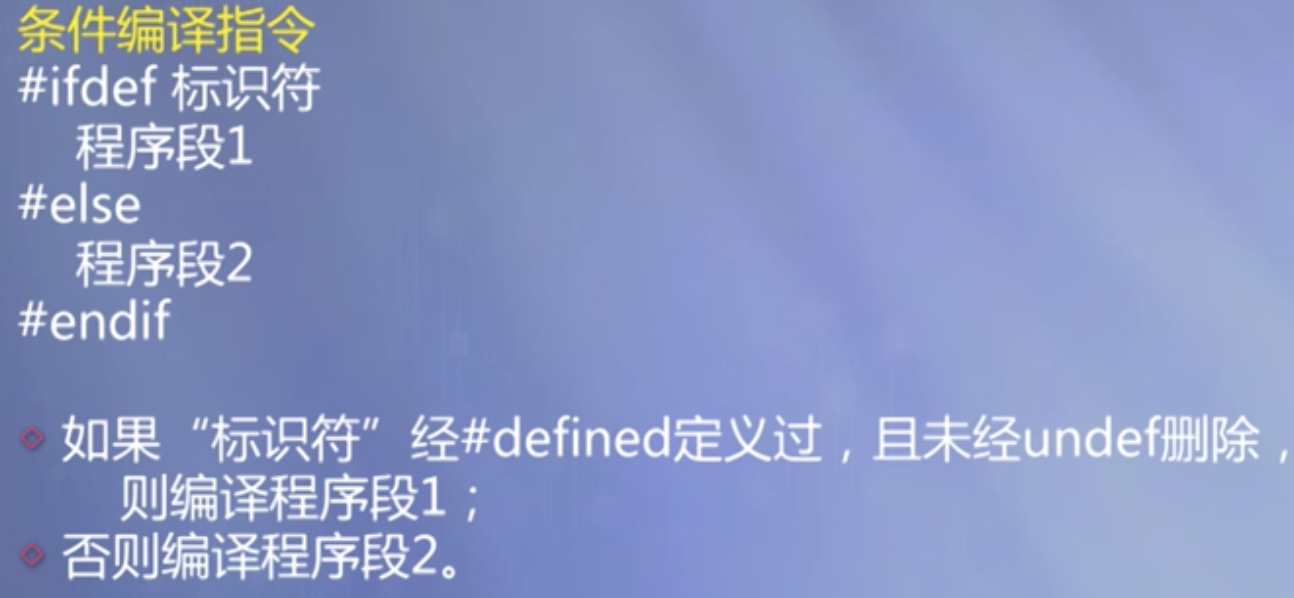 条件编译指令
#ifdef 标识符
程序段1
#else
程序段2
#endif
如果“标识符”经#defined定义过，且未经undef删除，
则编译程序段1；
否则编译程序段2。